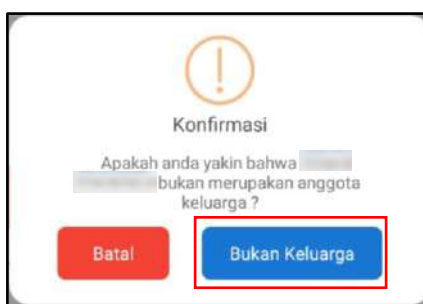 Konfirmasi
Apakah anda yakin bahwa
bukan merupakan anggota
keluarga ?
Batal
Bukan Keluarga